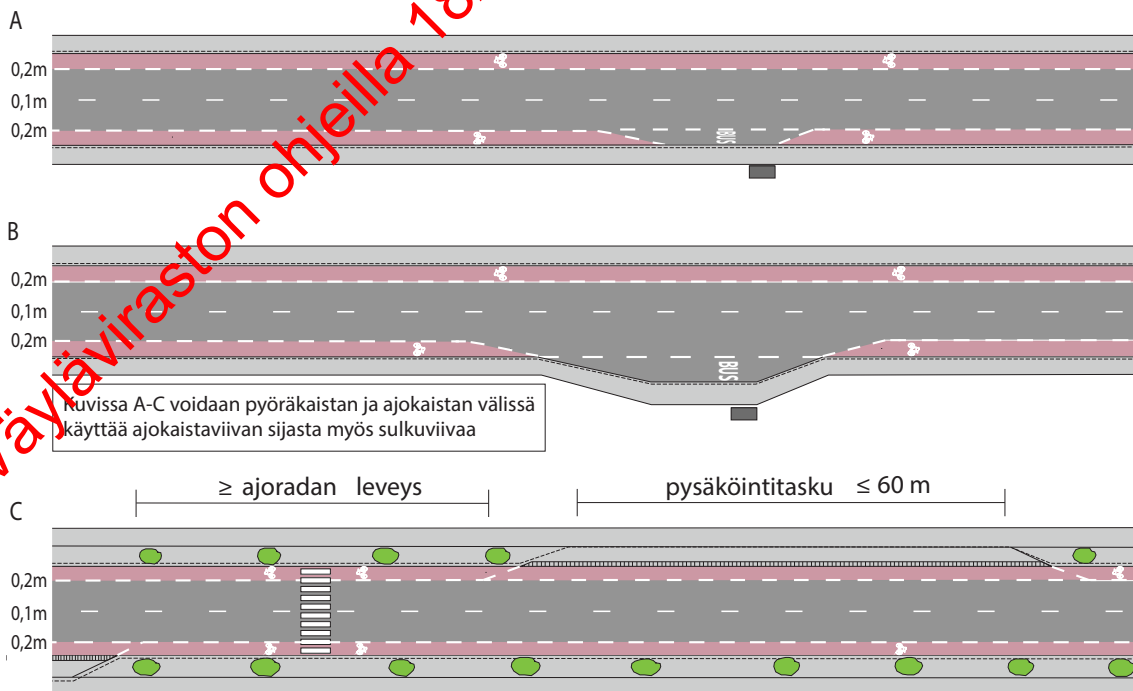 A
0,2m
0,1m
0,2m
BUS
B
0,2m
0,1m
0,2m
BUS
Kuvissa A-C voidaan pyöräkaistan ja ajokaistan välissä
käyttää ajokaistaviivan sijasta myös sulkuviivaa
≥ ajoradan leveys
pysäköintitasku ≤ 60 m
C
0,2m
0,1m
0,2m
Väyläviraston ohjeilla 18